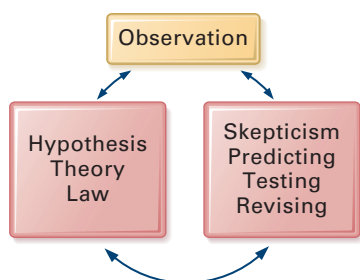 Observation
Hypothesis
Theory
Law
Skepticism
Predicting
Testing
Revising